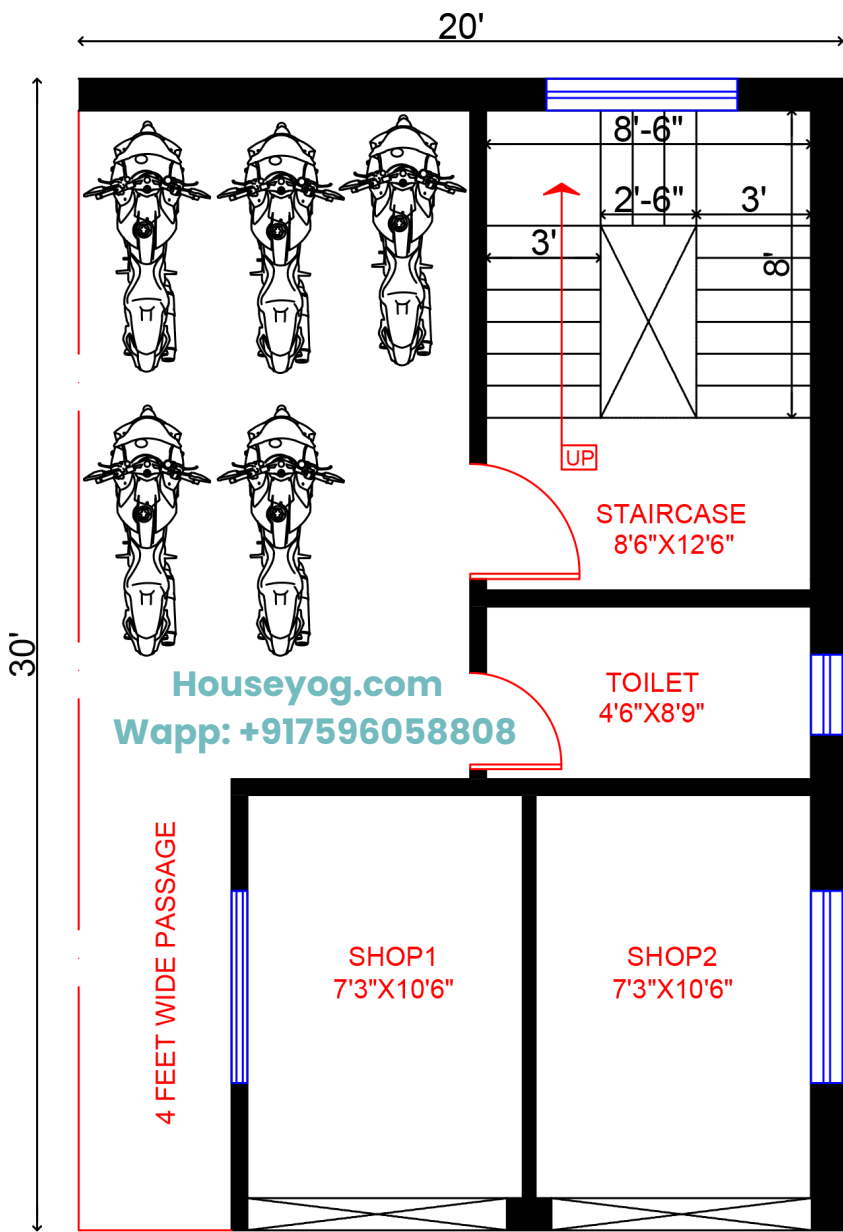 20'
30'
8'-6"
2'-6"
3'
3'
8'
UP
STAIRCASE
8'6"X12'6"
TOILET
4'6"X8'9"
Houseyog.com
Wapp: +917596058808
4 FEET WIDE PASSAGE
SHOP1
7'3"X10'6"
SHOP2
7'3"X10'6"